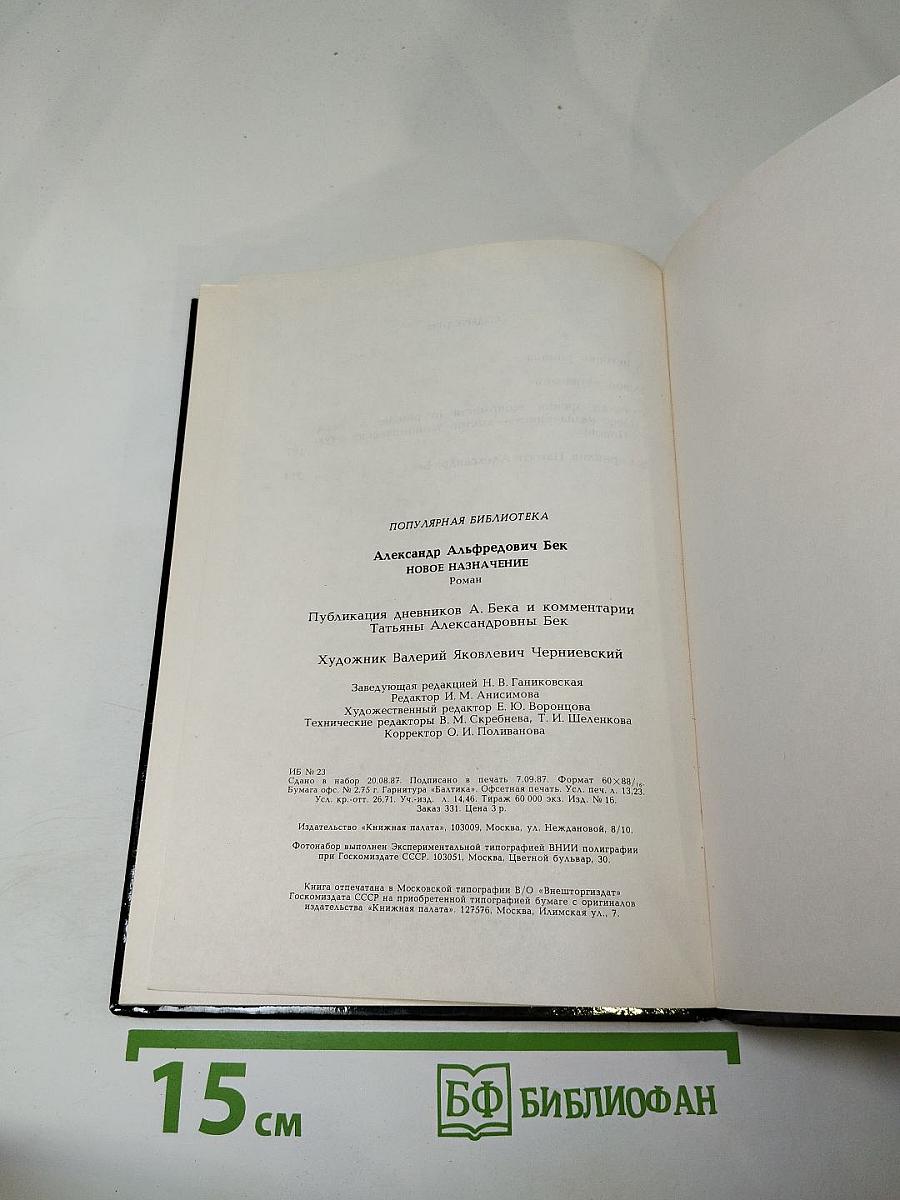 ПОПУЛЯРНАЯ БИБЛИОТЕКА
Александр Альфредович Бек
НОВОЕ НАЗНАЧЕНИЕ
Роман
Публикация дневников А. Бека и комментарии
Татьяны Александровны Бек
Художник Валерий Яковлевич Черниевский
Заведующая редакцией Н. В. Ганиковская
Редактор И. М. Анисимова
Художественный редактор Е. Ю. Воронцова
Технические редакторы В. М. Скребнева, Т. И. Шеленкова
Корректор О. И. Поливанова
ИБ № 23
Сдано в набор 20.08.87. Подписано в печать 7.09.87. Формат 60×88/16.
Бумага офс. № 2.75 г. Гарнитура «Балтика». Офсетная печать. Усл. печ. л. 13,23.
Усл. кр.-отт. 26,71. Уч.-изд. л. 14,46. Тираж 60 000 экз. Изд. № 16.
Заказ 331. Цена 3 р.
Издательство «Книжная палата», 103009, Москва, ул. Неждановой, 8/10.
Фотонабор выполнен Экспериментальной типографией ВНИИ полиграфии
при Госкомиздате СССР. 103051, Москва, Цветной бульвар, 30.
Книга отпечатана в Московской типографии В/О «Внешторгиздат»
Госкомиздата СССР на приобретенной типографией бумаге с оригиналов
издательства «Книжная палата». 127576, Москва, Илимская ул., 7.
15 см
БФ БИБЛИОФАН